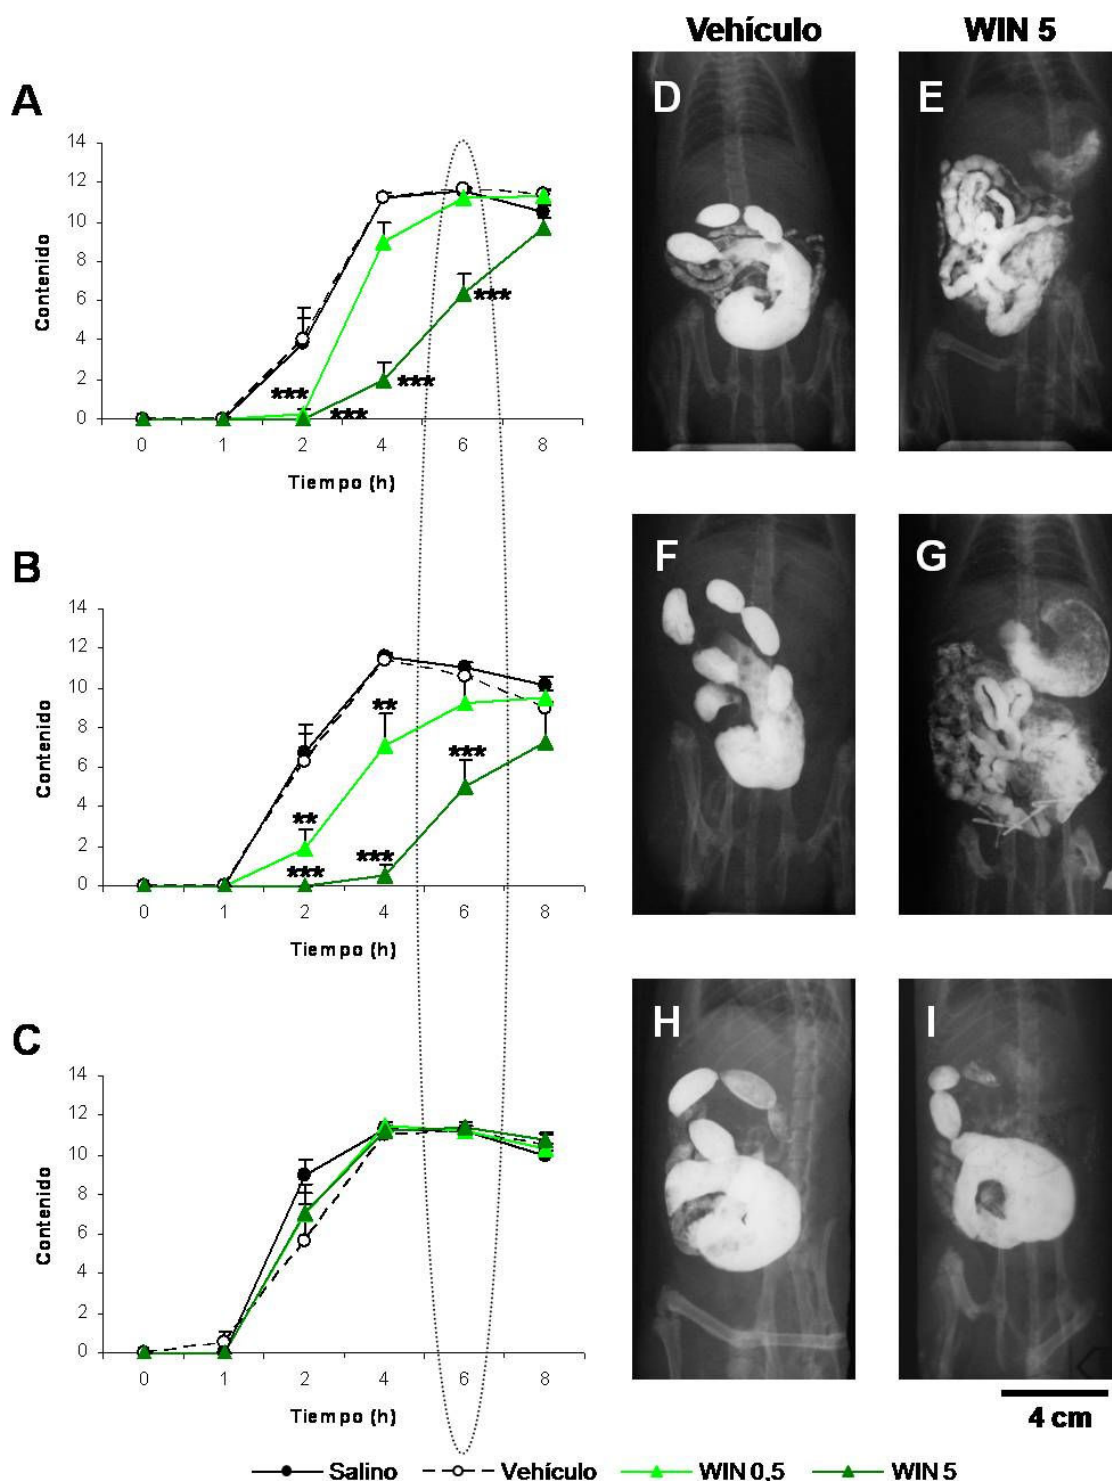 Vehículo WIN 5
A
14
12
10
8
6
4
2
0
Contenido
***
***
***
***
0 1 2 4 6 8
Tiempo (h)
D
E
B
14
12
10
8
6
4
2
0
Contenido
**
**
***
***
***
0 1 2 4 6 8
Tiempo (h)
F
G
C
14
12
10
8
6
4
2
0
Contenido
0 1 2 4 6 8
Tiempo (h)
H
I
4 cm
Salino Vehículo WIN 0,5 WIN 5